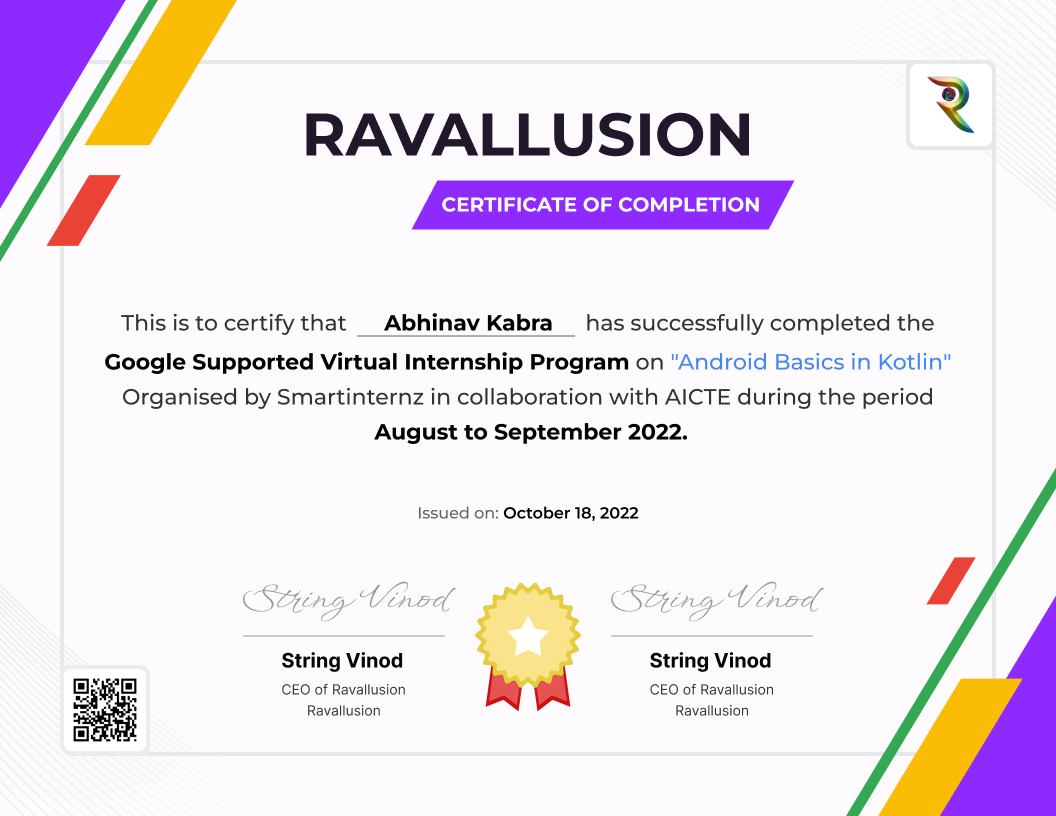 RAVALLUSION
CERTIFICATE OF COMPLETION
This is to certify that Abhinav Kabra has successfully completed the
Google Supported Virtual Internship Program on "Android Basics in Kotlin"
Organised by Smartinternz in collaboration with AICTE during the period
August to September 2022.
Issued on: October 18, 2022
String Vinod String Vinod
String Vinod String Vinod
CEO of Ravallusion CEO of Ravallusion
Ravallusion Ravallusion